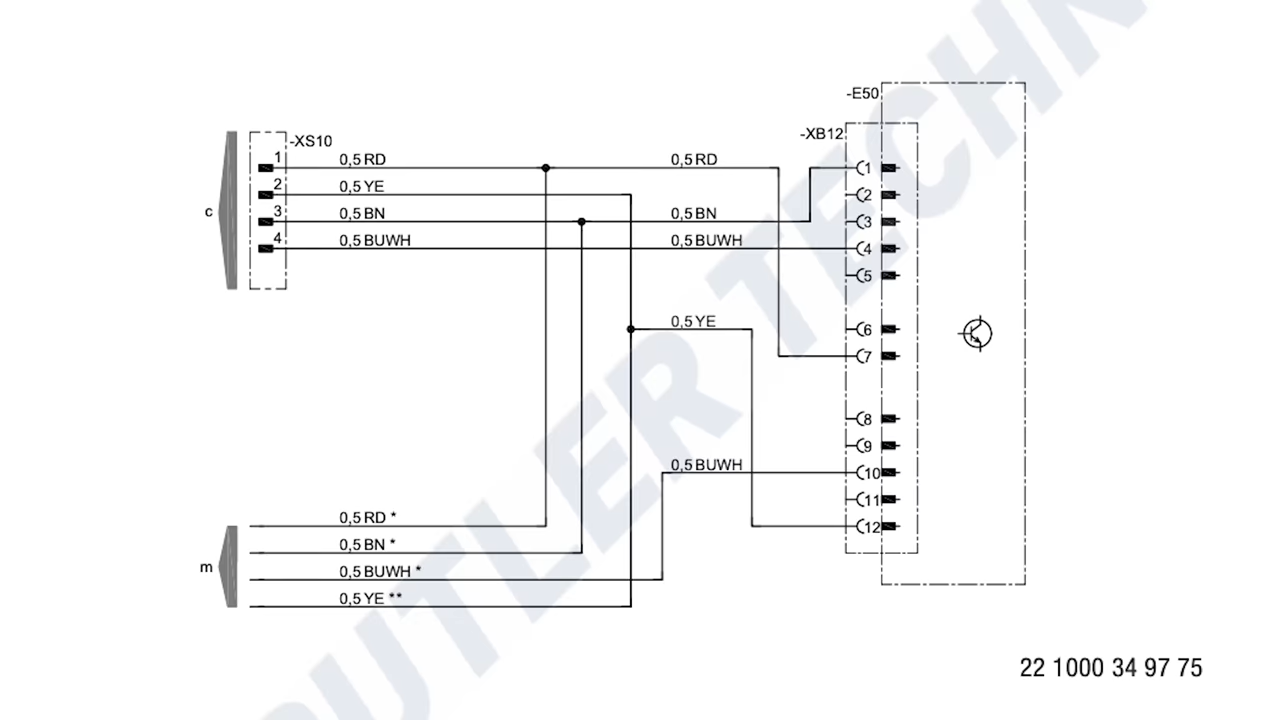 -E50
-XB12
-XS10
c
1 0,5 RD 0,5 RD
2 0,5 YE
3 0,5 BN 0,5 BN
4 0,5 BUWH 0,5 BUWH
0,5 YE
0,5 BUWH
1
2
3
4
5
6
7
8
9
10
11
12
m
0,5 RD *
0,5 BN *
0,5 BUWH *
0,5 YE **
22 1000 34 97 75
UTLER TECHN